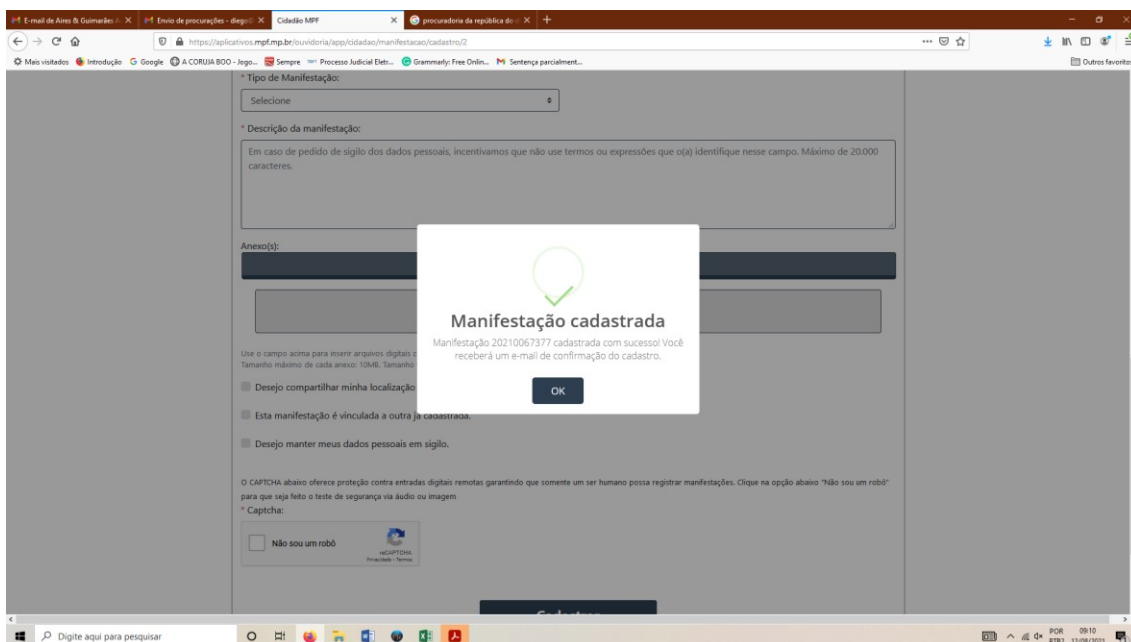 E-mail de Aires & Guimarães A
Envio de procurações - diego
Cidadão MPF
procuradoria da república do
https://aplicativos.mpf.mp.br/ouvidoria/app/cidadao/manifestacao/cadastro/2
Mais visitados Introdução Google A CORUJA BOO - Jogo... Sempre Processo Judicial Eletr... Grammarly: Free Onlin... Sentença parcialment... Outros favoritos
* Tipo de Manifestação:
Selecione
* Descrição da manifestação:
Em caso de pedido de sigilo dos dados pessoais, incentivamos que não use termos ou expressões que o(a) identifique nesse campo. Máximo de 20.000
caracteres.
Anexo(s):
Manifestação cadastrada
Manifestação 20210067377 cadastrada com sucesso! Você
receberá um e-mail de confirmação do cadastro.
OK
Use o campo acima para inserir arquivos digitais
Tamanho máximo de cada anexo: 10MB. Tamanho
Desejo compartilhar minha localização
Esta manifestação é vinculada a outra já cadastrada.
Desejo manter meus dados pessoais em sigilo.
O CAPTCHA abaixo oferece proteção contra entradas digitais remotas garantindo que somente um ser humano possa registrar manifestações. Clique na opção abaixo "Não sou um robô"
para que seja feito o teste de segurança via áudio ou imagem
* Captcha:
Não sou um robô
reCAPTCHA
Privacidade - Termos
Cadastrar
Digite aqui para pesquisar
POR 09:10
PTB2